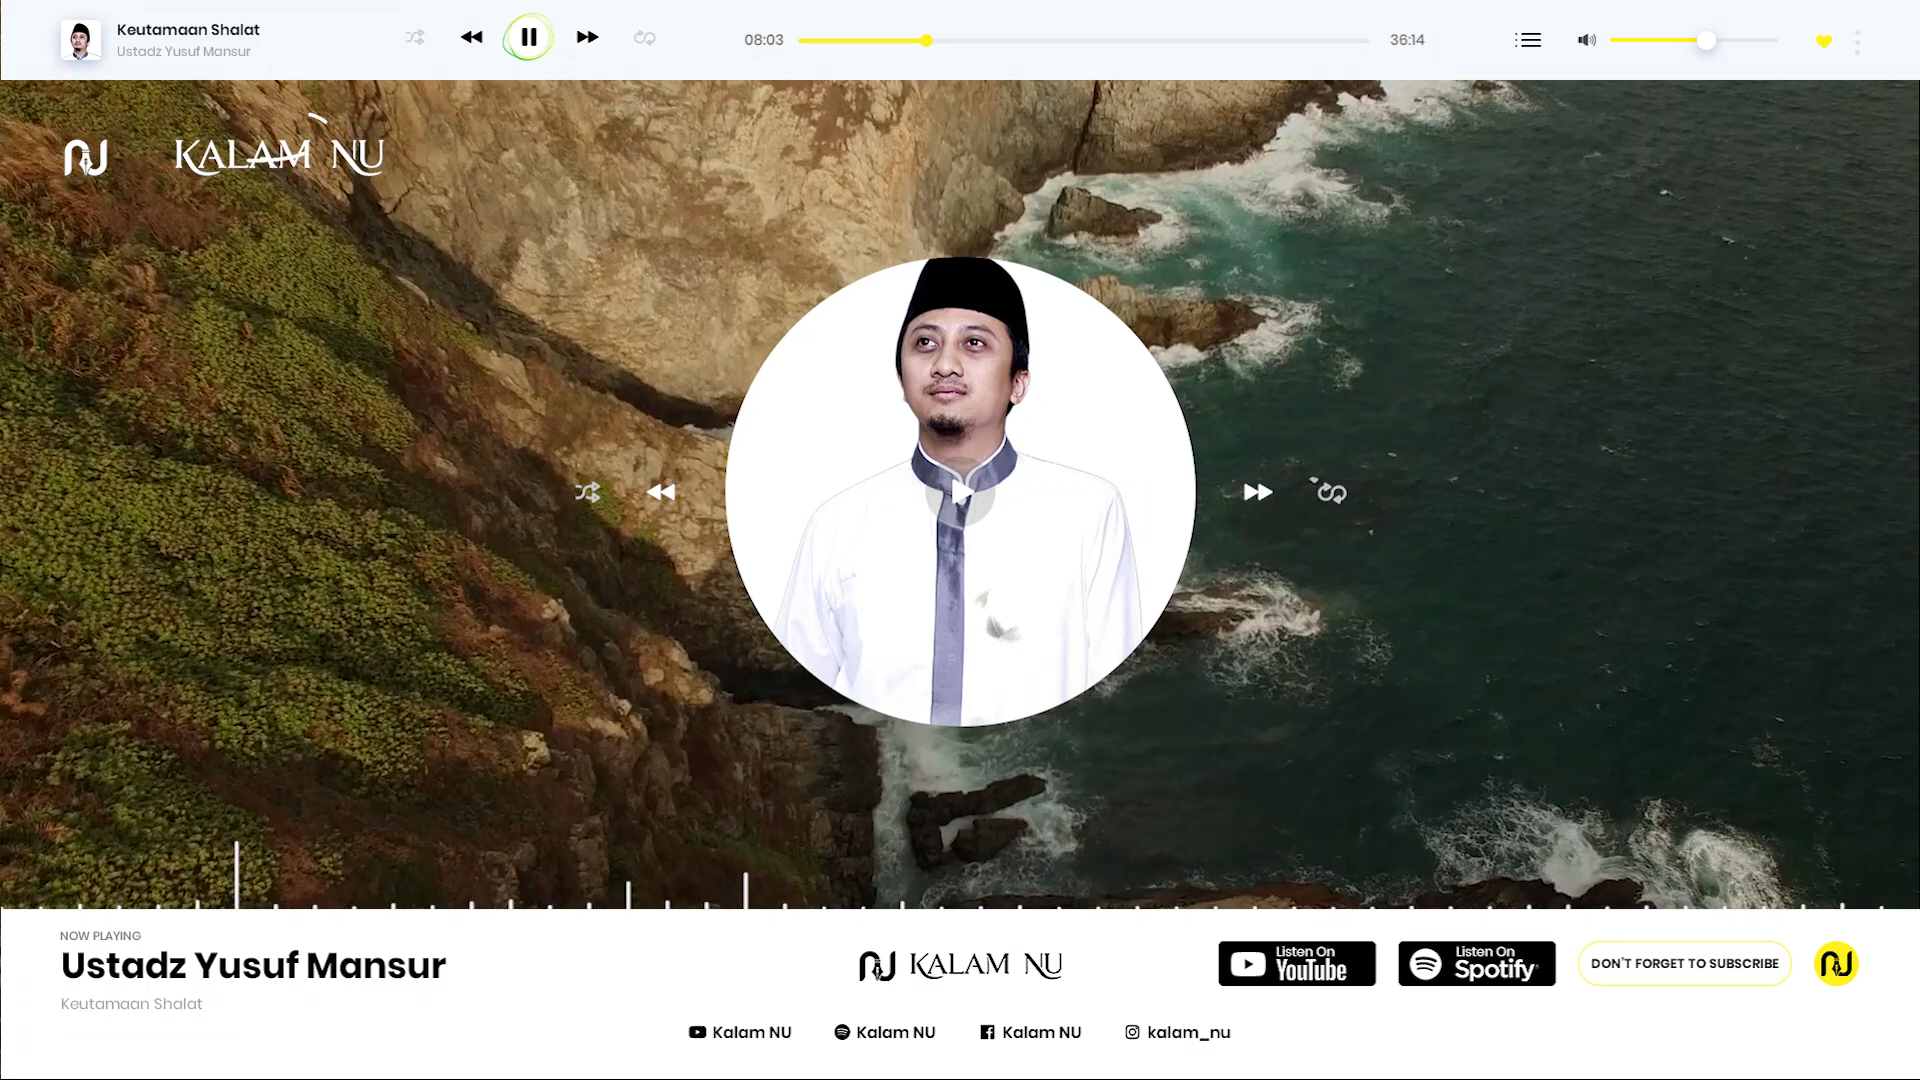 Keutamaan Shalat
Ustadz Yusuf Mansur
08:03
36:14
KALAM NU
NOW PLAYING
Ustadz Yusuf Mansur
Keutamaan Shalat
KALAM NU
Listen On
YouTube
Listen On
Spotify
DON'T FORGET TO SUBSCRIBE
Kalam NU
Kalam NU
Kalam NU
kalam_nu